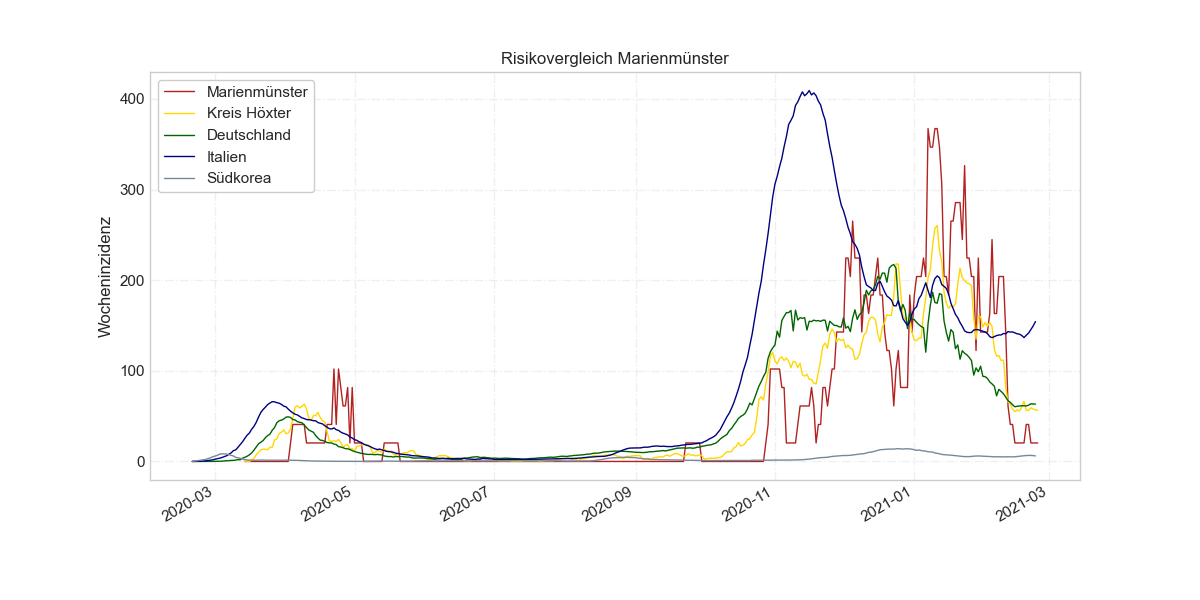 Risikovergleich Marienmünster
Marienmünster
Kreis Höxter
Deutschland
Italien
Südkorea
Wocheninzidenz
400
300
200
100
0
2020-03
2020-05
2020-07
2020-09
2020-11
2021-01
2021-03